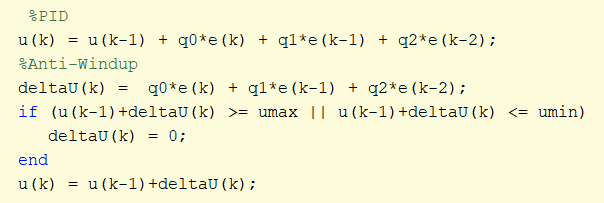 %PID
u(k) = u(k-1) + q0*e(k) + q1*e(k-1) + q2*e(k-2);
%Anti-Windup
deltaU(k) =  q0*e(k) + q1*e(k-1) + q2*e(k-2);
if (u(k-1)+deltaU(k) >= umax || u(k-1)+deltaU(k) <= umin)
deltaU(k) = 0;
end
u(k) = u(k-1)+deltaU(k);